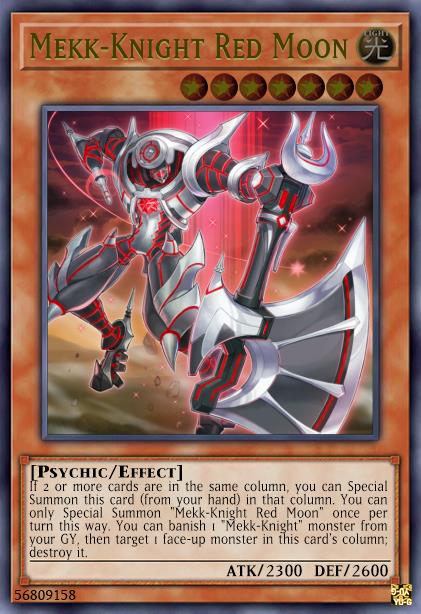 Mekk-Knight Red Moon
LIGHT
光
[Psychic/Effect]
If 2 or more cards are in the same column, you can Special
Summon this card (from your hand) in that column. You can
only Special Summon "Mekk-Knight Red Moon" once per
turn this way. You can banish 1 "Mekk-Knight" monster from
your GY, then target 1 face-up monster in this card's column;
destroy it.
ATK/2300 DEF/2600
56809158